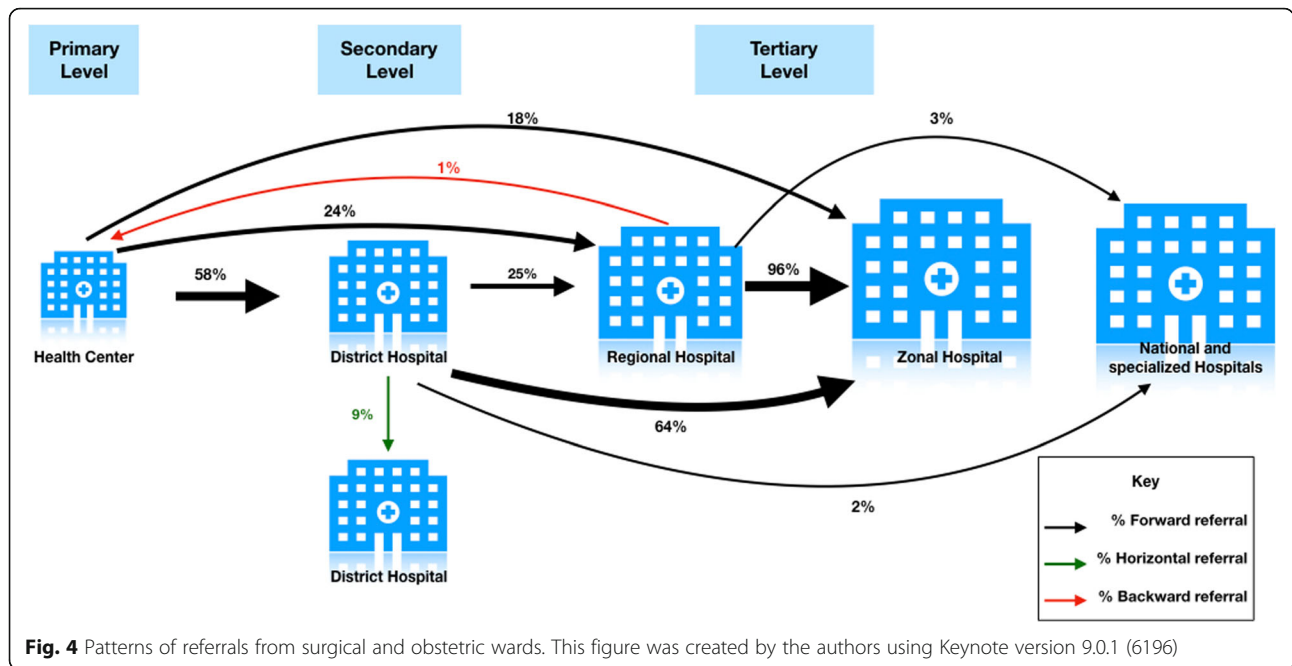 Primary
Level
Secondary
Level
Tertiary
Level
18%
3%
1%
24%
58%
25%
96%
Health Center
District Hospital
Regional Hospital
Zonal Hospital
National and
specialized Hospitals
9%
64%
2%
District Hospital
Key
% Forward referral
% Horizontal referral
% Backward referral
Fig. 4 Patterns of referrals from surgical and obstetric wards. This figure was created by the authors using Keynote version 9.0.1 (6196)